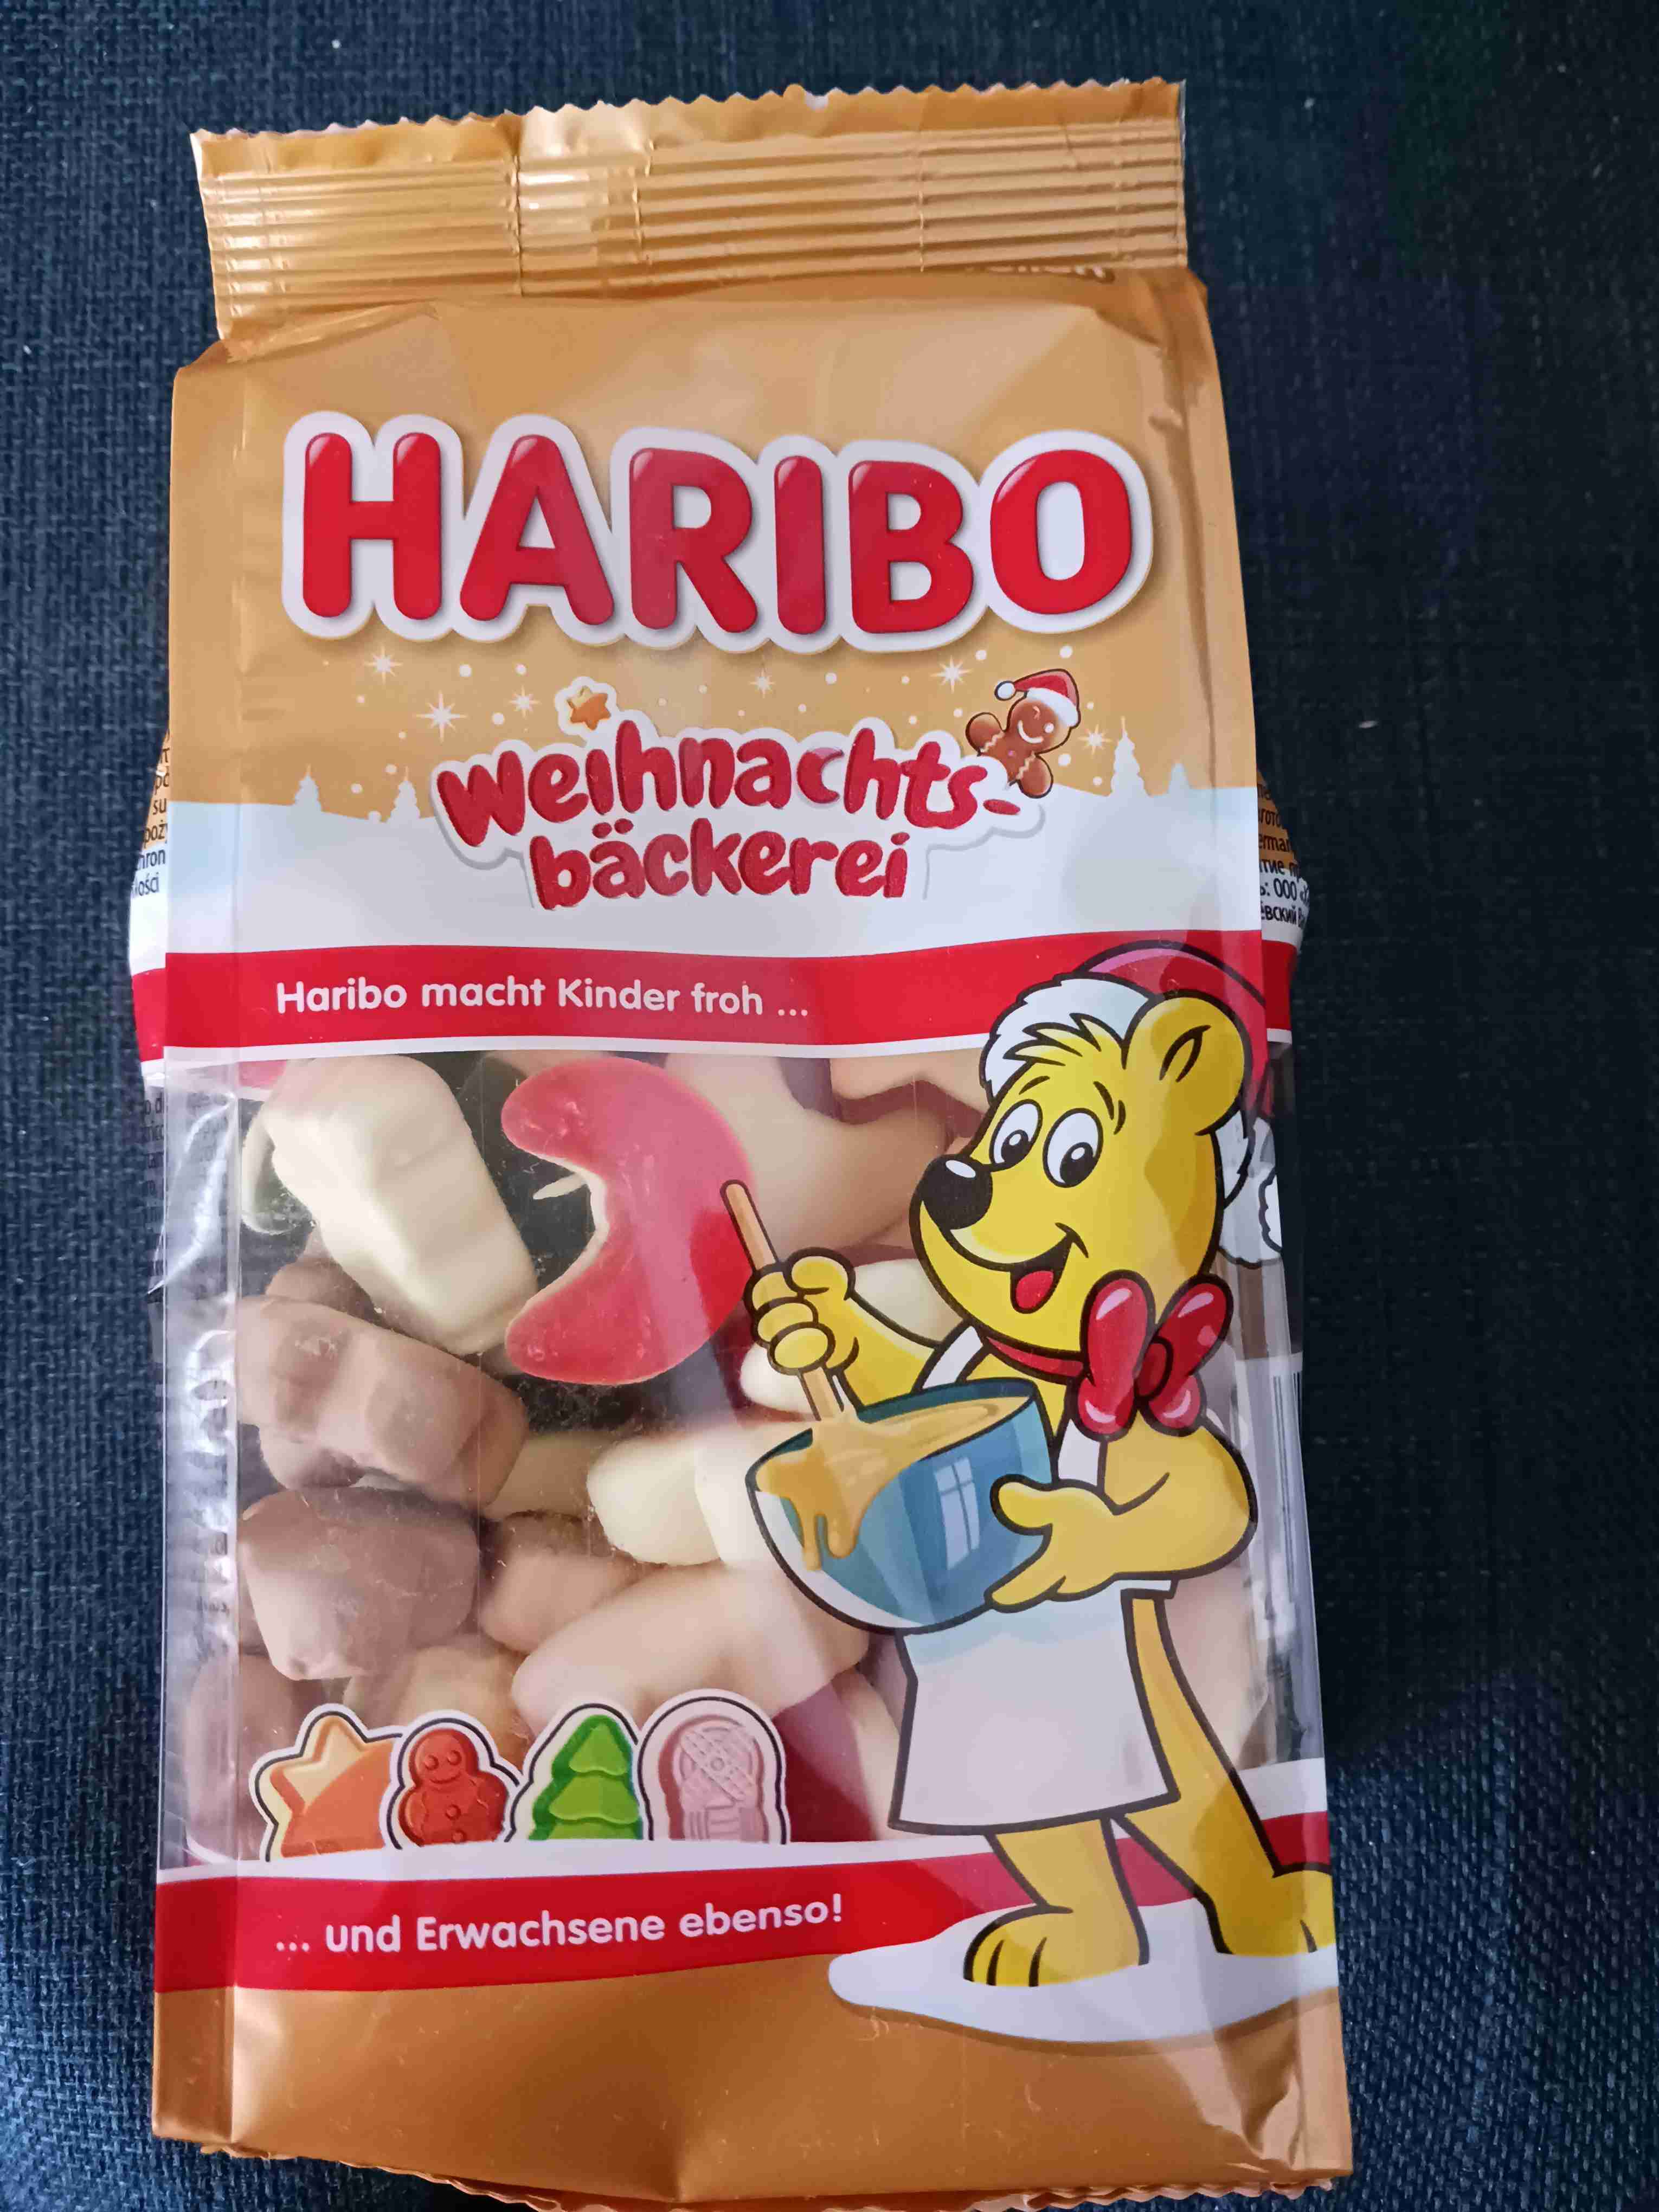 HARIBO
Weihnachts-
bäckerei
Haribo macht Kinder froh ...
... und Erwachsene ebenso!